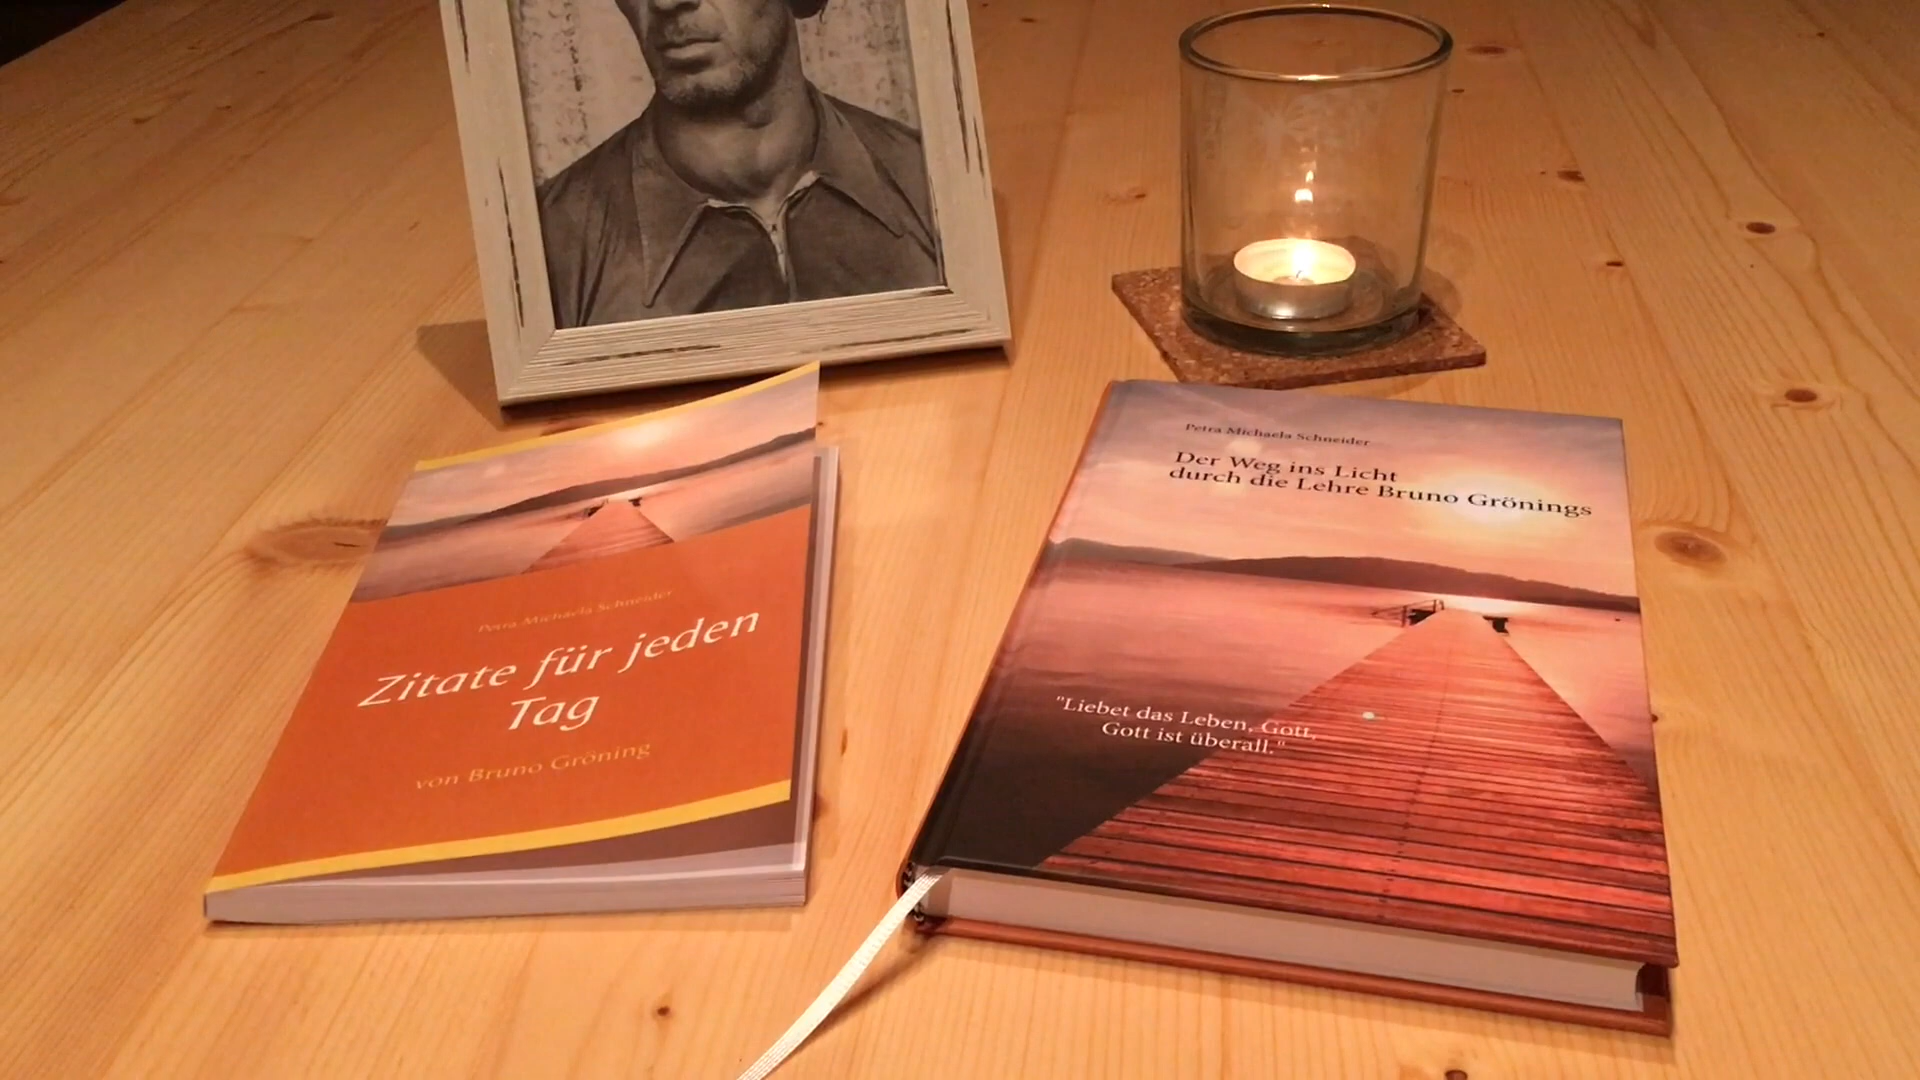 Petra Michaela Schneider
Zitate für jeden
Tag
von Bruno Gröning
Petra Michaela Schneider
Der Weg ins Licht
durch die Lehre Bruno Grönings
"Liebet das Leben, Gott,
Gott ist überall."